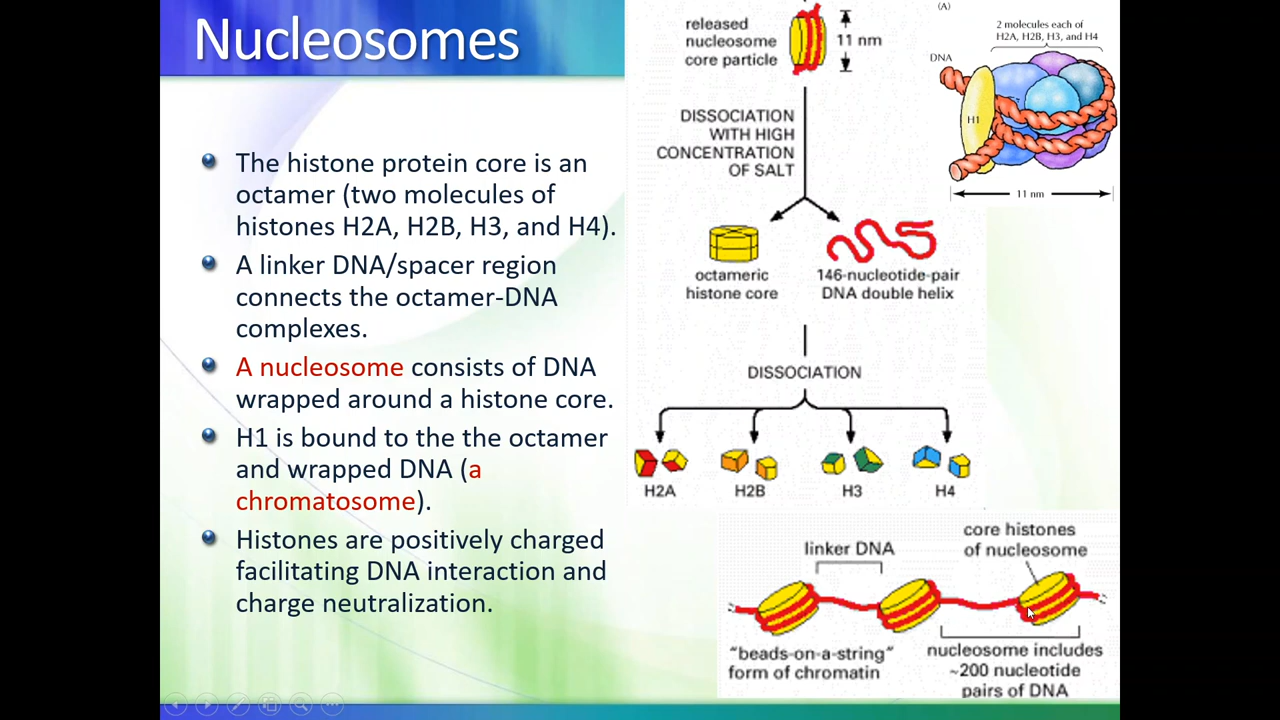 Nucleosomes
The histone protein core is an
octamer (two molecules of
histones H2A, H2B, H3, and H4).
A linker DNA/spacer region
connects the octamer-DNA
complexes.
A nucleosome consists of DNA
wrapped around a histone core.
H1 is bound to the the octamer
and wrapped DNA (a
chromatosome).
Histones are positively charged
facilitating DNA interaction and
charge neutralization.
released
nucleosome
core particle
11 nm
DISSOCIATION
WITH HIGH
CONCENTRATION
OF SALT
octameric
histone core
146-nucleotide-pair
DNA double helix
DISSOCIATION
H2A
H2B
H3
H4
(A)
2 molecules each of
H2A, H2B, H3, and H4
DNA
H1
11 nm
core histones
of nucleosome
linker DNA
"beads-on-a-string"
form of chromatin
nucleosome includes
~200 nucleotide
pairs of DNA